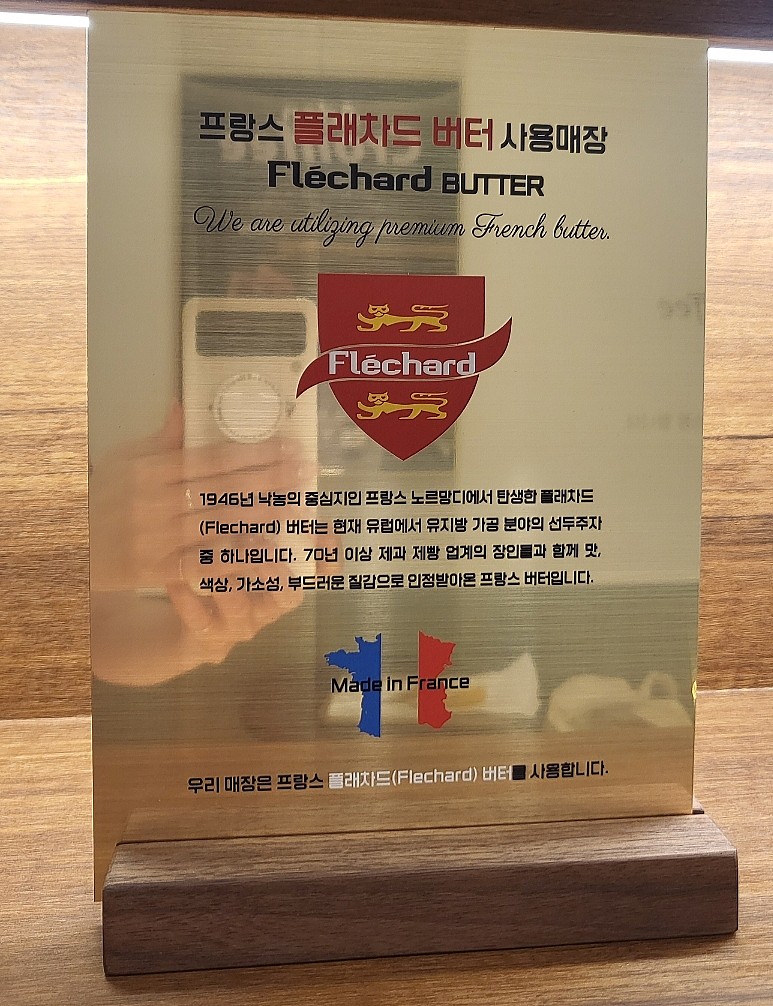 프랑스 플래차드 버터 사용매장
Fléchard BUTTER
We are utilizing premium French butter.
Fléchard
1946년 낙농의 중심지인 프랑스 노르망디에서 탄생한 플래차드
(Flechard) 버터는 현재 유럽에서 유지방 가공 분야의 선두주자
중 하나입니다. 70년 이상 제과 제빵 업계의 장인들과 함께 맛,
색상, 가소성, 부드러운 질감으로 인정받아온 프랑스 버터입니다.
Made in France
우리 매장은 프랑스 플래차드(Flechard) 버터를 사용합니다.